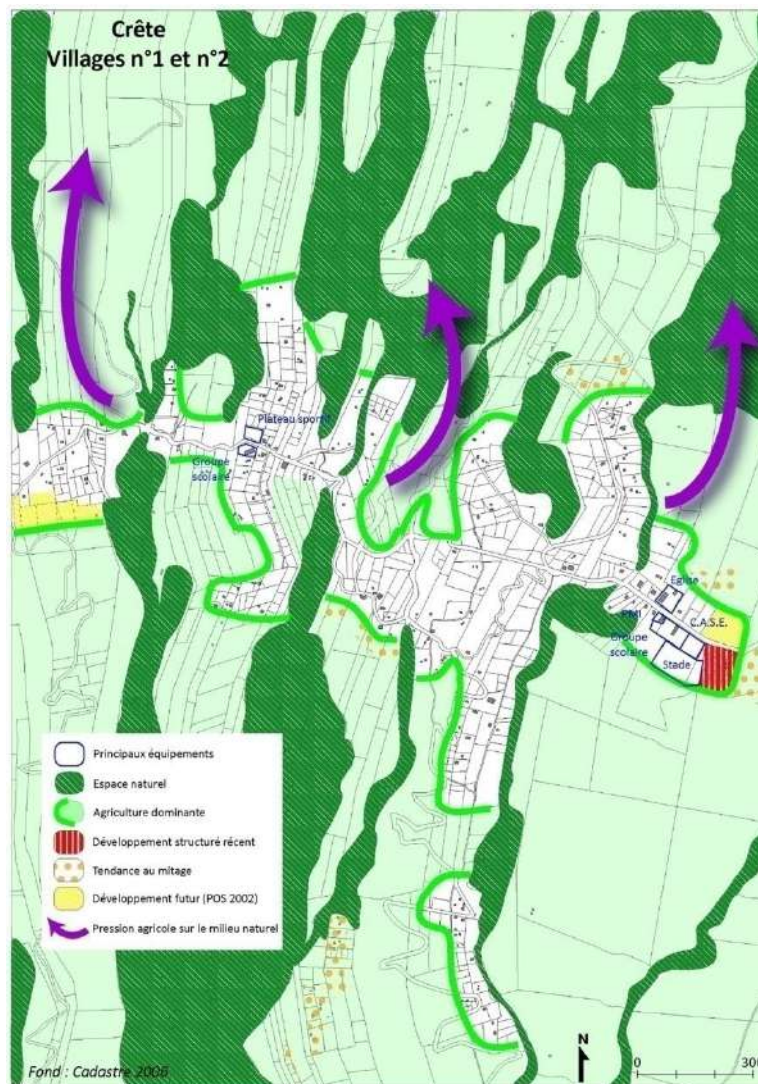 Crête
Villages n°1 et n°2
Plateau sportif
Groupe
scolaire
Eglise
PMI
C.A.S.E.
Groupe
scolaire
Stade
Principaux équipements
Espace naturel
Agriculture dominante
Développement structuré récent
Tendance au mitage
Développement futur (POS 2002)
Pression agricole sur le milieu naturel
Fond : Cadastre 2006
N
0
300